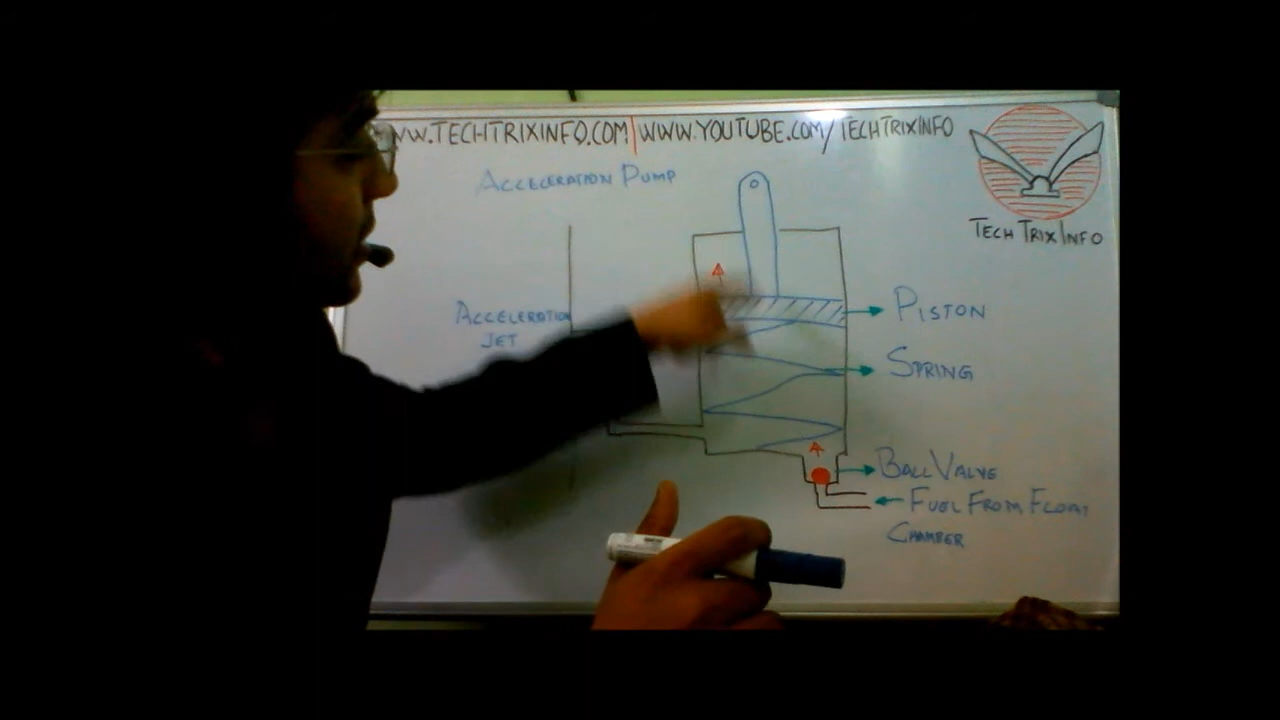 WW.TECHTRIXINFO.COM|WWW.YOUTUBE.COM/TECHTRIXINFO
ACCELERATION PUMP
TECH TRIX INFO
ACCELERATION
JET
PISTON
SPRING
BALL VALVE
FUEL FROM FLOAT
CHAMBER